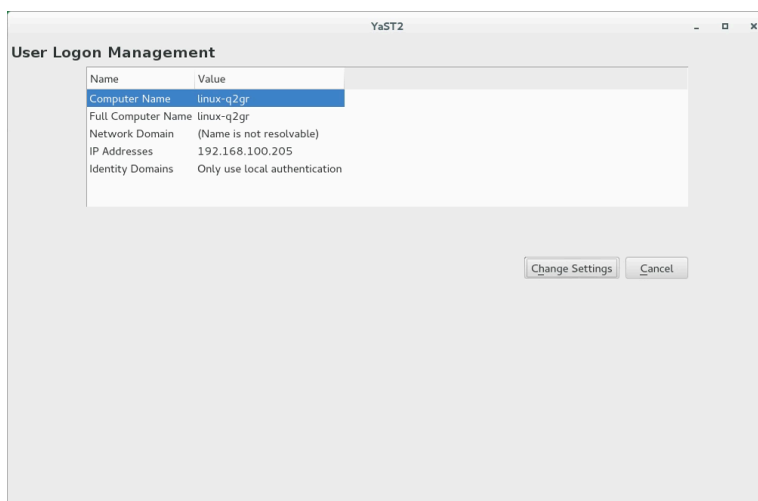 YaST2
User Logon Management
Name Value
Computer Name linux-q2gr
Full Computer Name linux-q2gr
Network Domain (Name is not resolvable)
IP Addresses 192.168.100.205
Identity Domains Only use local authentication
Change Settings Cancel